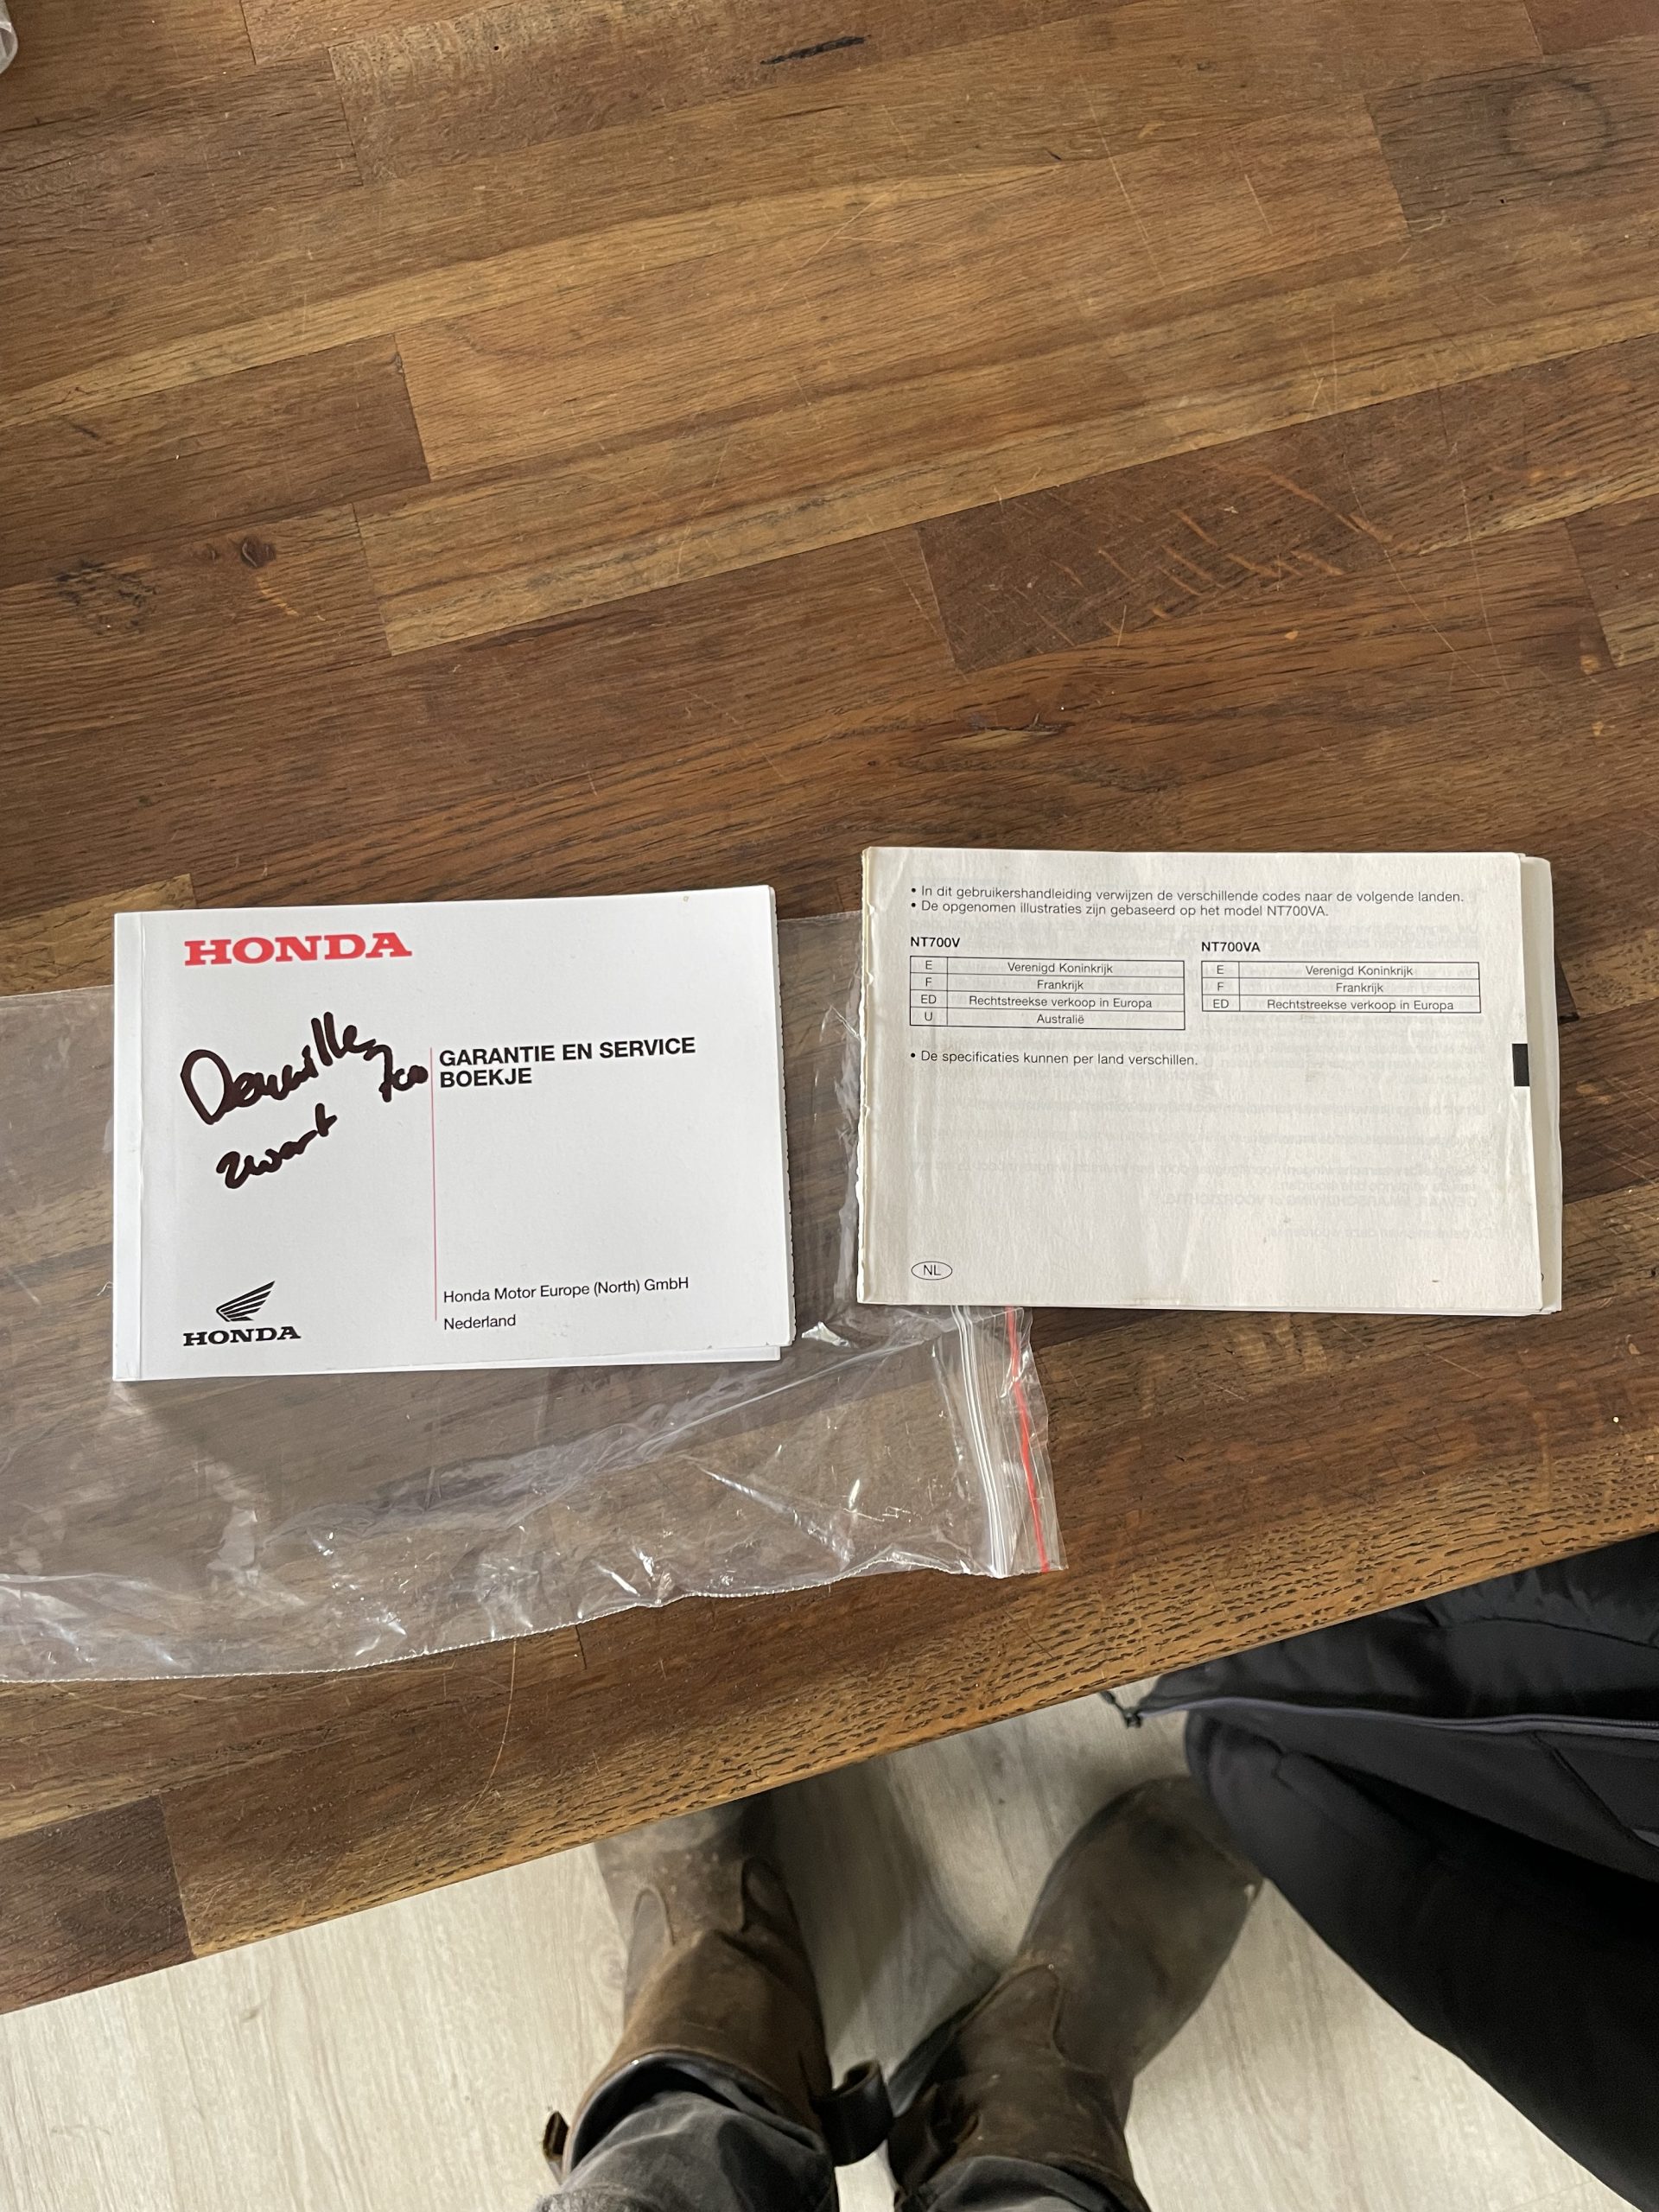 HONDA
Deauville
700
zwart
GARANTIE EN SERVICE
BOEKJE
Honda Motor Europe (North) GmbH
Nederland
HONDA
• In dit gebruikershandleiding verwijzen de verschillende codes naar de volgende landen.
• De opgenomen illustraties zijn gebaseerd op het model NT700VA.
NT700V
E Verenigd Koninkrijk
F Frankrijk
ED Rechtstreekse verkoop in Europa
U Australië
NT700VA
E Verenigd Koninkrijk
F Frankrijk
ED Rechtstreekse verkoop in Europa
• De specificaties kunnen per land verschillen.
NL